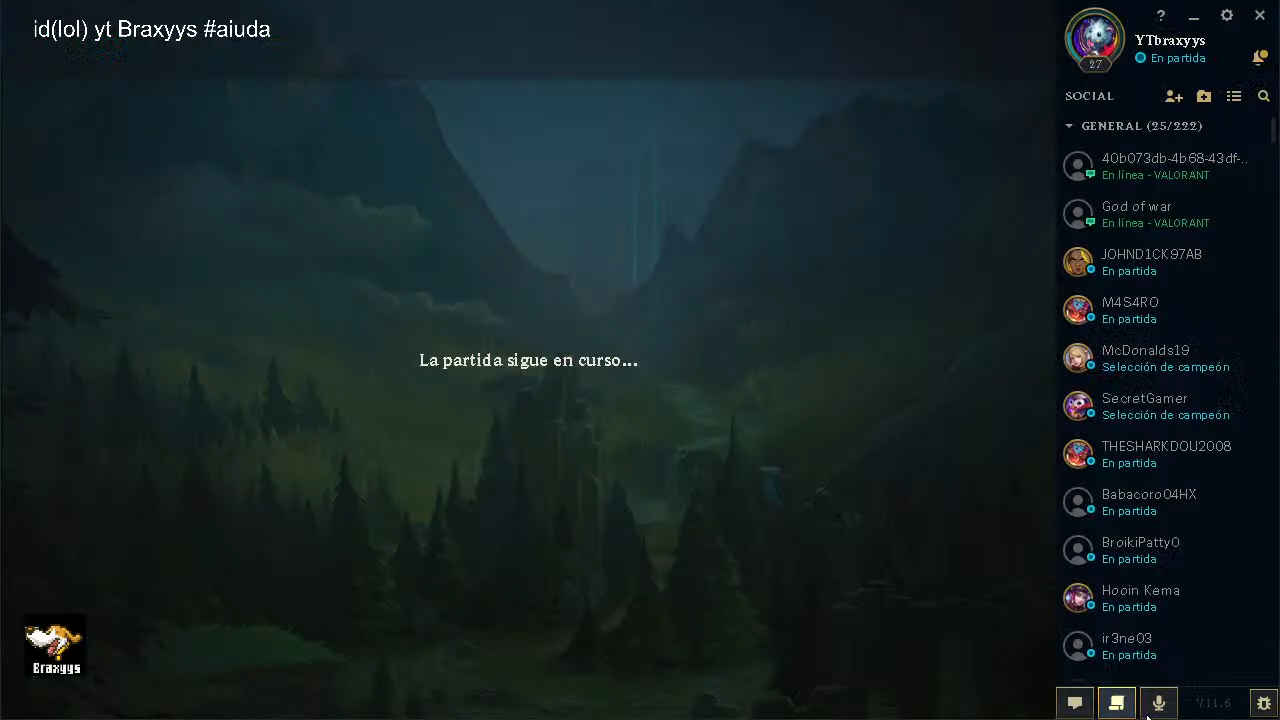 id(lol) yt Braxyys #aiuda
YTbraxyys
27
En partida
SOCIAL
GENERAL (25/222)
40b073db-4b68-43df-..
En línea - VALORANT
God of war
En línea - VALORANT
JOHND1CK97AB
En partida
M4S4RO
En partida
McDonalds19
Selección de campeón
SecretGamer
Selección de campeón
THESHARKDOU2008
En partida
Babacoro04HX
En partida
BroikiPatty0
En partida
Hooin Kema
En partida
ir3ne03
En partida
La partida sigue en curso...
Braxyys
V11.6